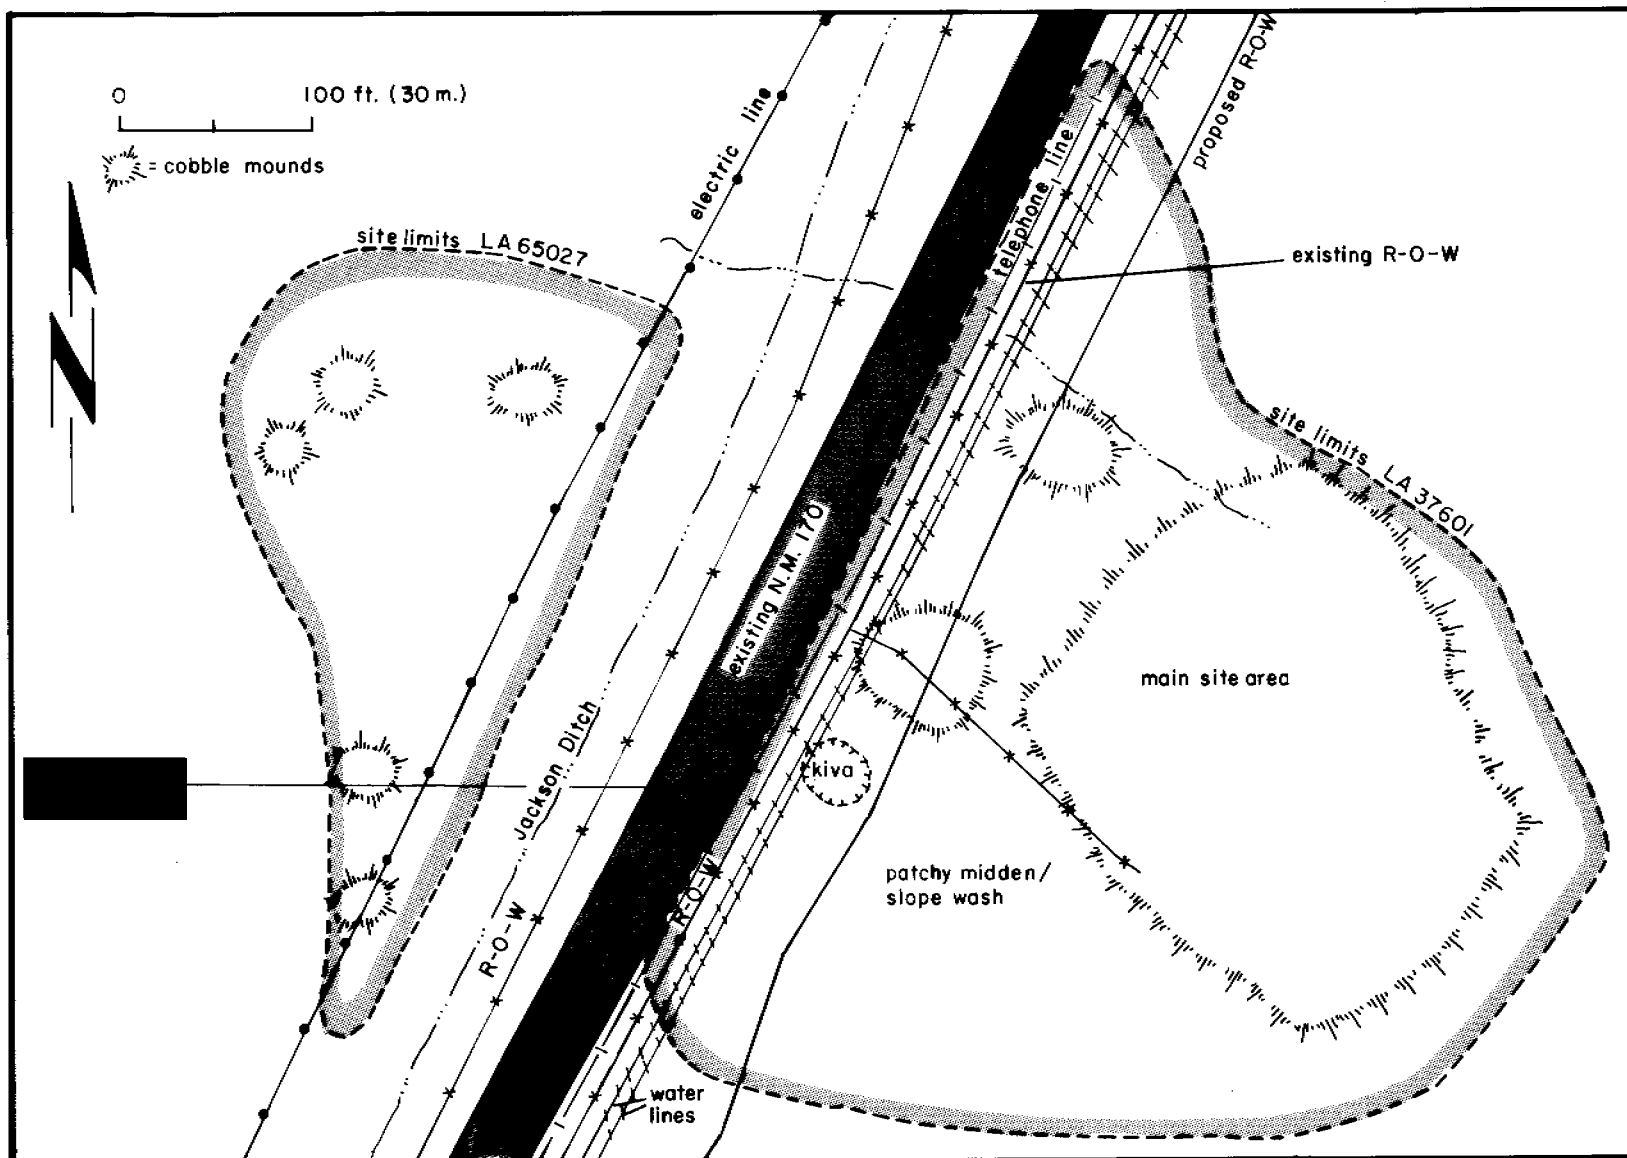 0 100 ft. (30 m.)
= cobble mounds
N
electric line
proposed R-O-W
site limits LA 65027
telephone line
existing R-O-W
site limits LA 37601
existing N.M. 170
main site area
Jackson Ditch
kiva
patchy midden/
slope wash
R-O-W
R-O-W
water
lines